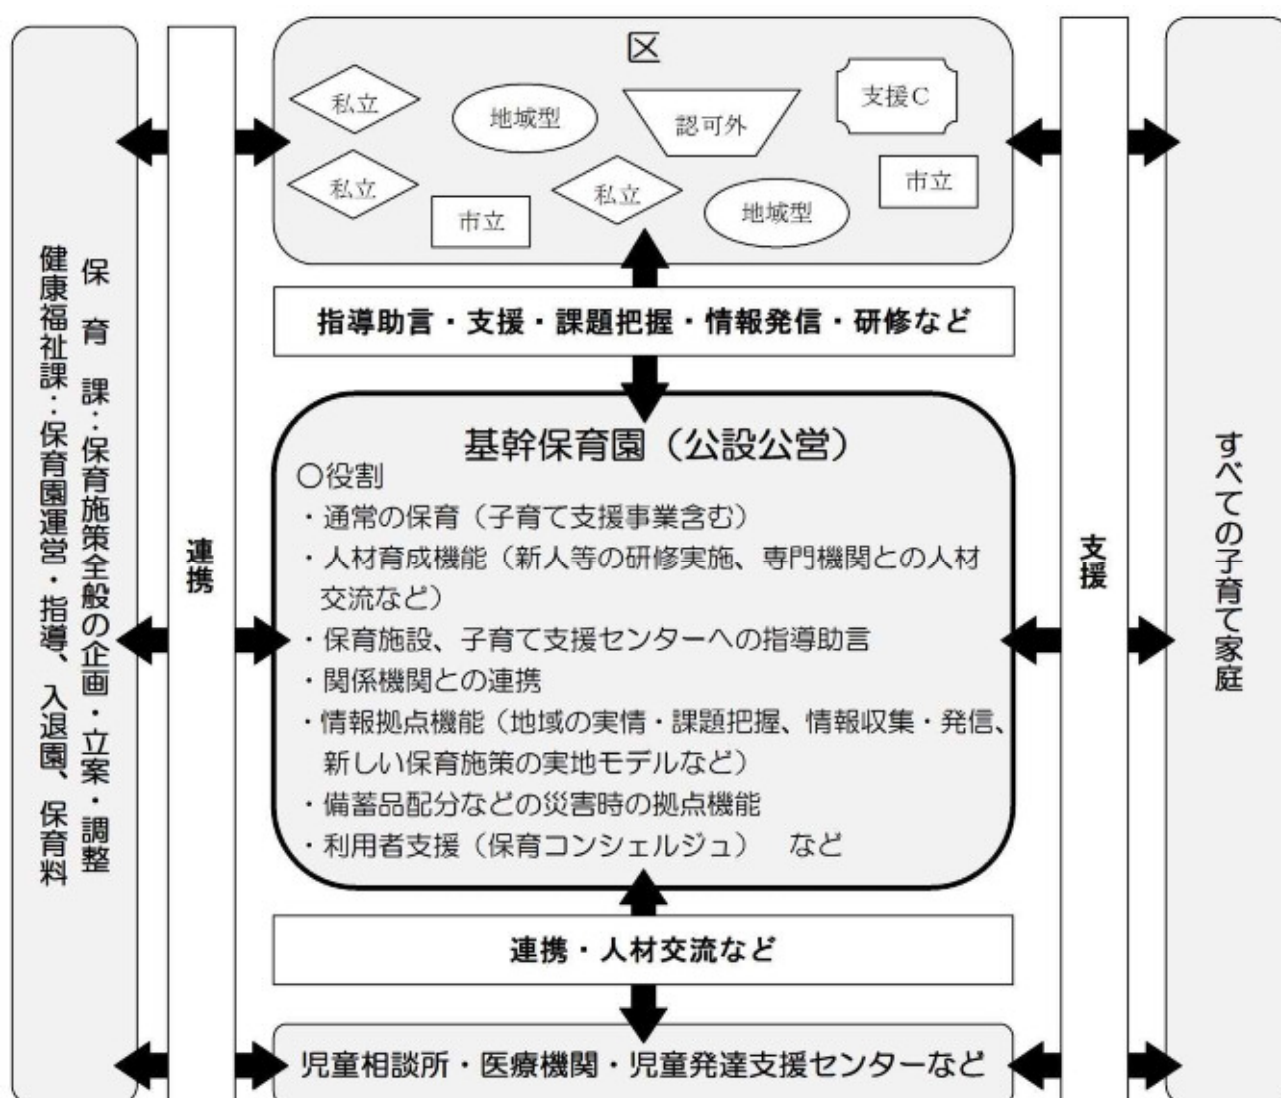 区
私立
地域型
認可外
支援C
私立
市立
私立
地域型
市立
指導助言・支援・課題把握・情報発信・研修など
基幹保育園（公設公営）
○役割
・通常の保育（子育て支援事業含む）
・人材育成機能（新人等の研修実施、専門機関との人材
交流など）
・保育施設、子育て支援センターへの指導助言
・関係機関との連携
・情報拠点機能（地域の実情・課題把握、情報収集・発信、
新しい保育施策の実地モデルなど）
・備蓄品配分などの災害時の拠点機能
・利用者支援（保育コンシェルジュ）　など
連携・人材交流など
児童相談所・医療機関・児童発達支援センターなど
保　育　課：保育施策全般の企画・立案・調整
健康福祉課：保育園運営・指導、入退園、保育料
連携
支援
すべての子育て家庭